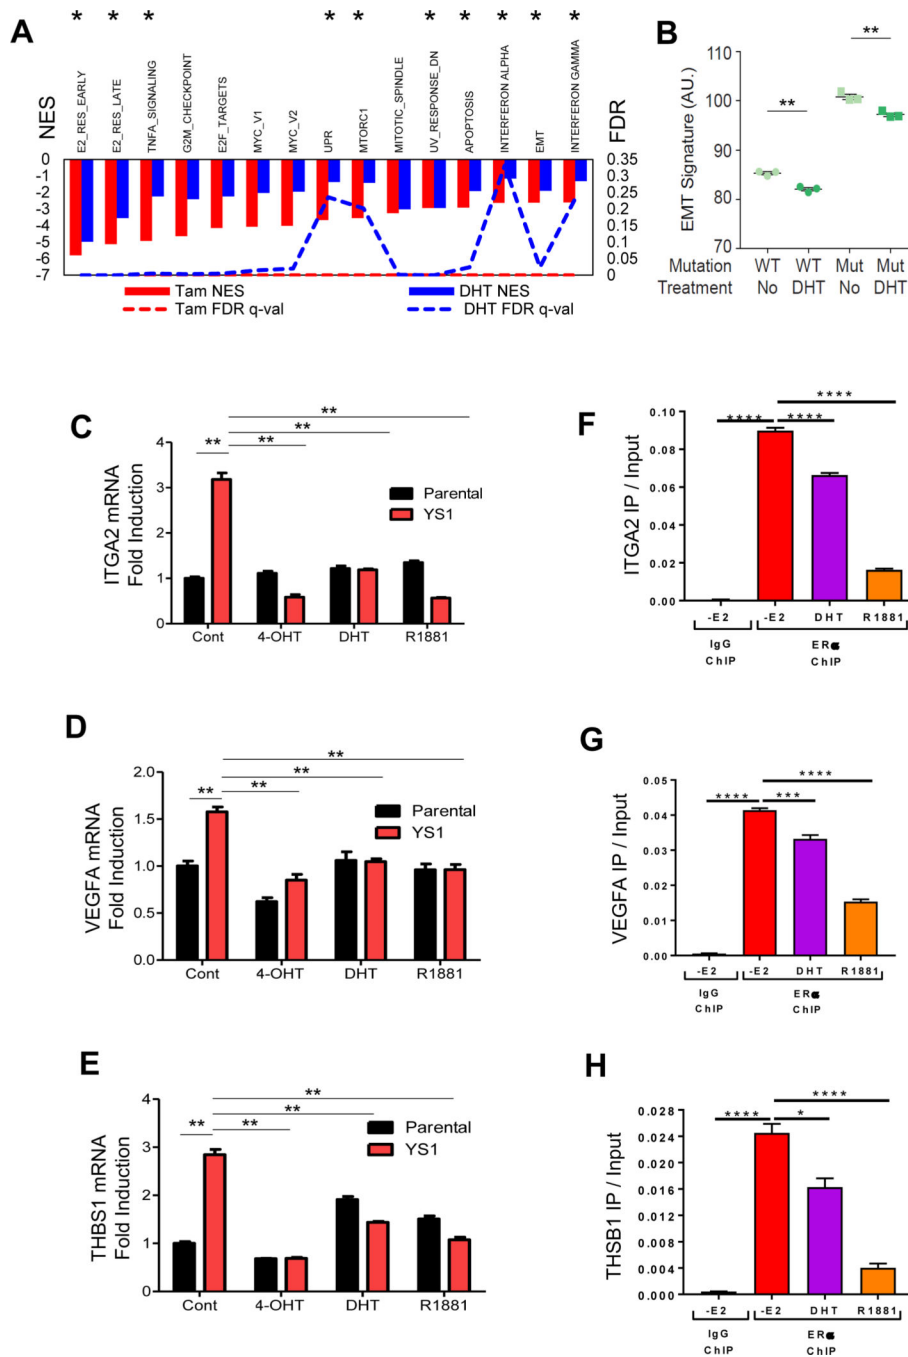 A
* * * * * * * * * *
NES
E2_RES_EARLY
E2_RES_LATE
TNFA_SIGNALING
G2M_CHECKPOINT
E2F_TARGETS
MYC_V1
MYC_V2
UPR
MTORC1
MITOTIC_SPINDLE
UV_RESPONSE_DN
APOPTOSIS
INTERFERON ALPHA
EMT
INTERFERON GAMMA
FDR
0
-1
-2
-3
-4
-5
-6
-7
0.35
0.3
0.25
0.2
0.15
0.1
0.05
0
Tam NES
DHT NES
Tam FDR q-val
DHT FDR q-val
B
EMT Signature (AU.)
110
100
90
80
70
**
**
Mutation WT WT Mut Mut
Treatment No DHT No DHT
C
ITGA2 mRNA
Fold Induction
4
3
2
1
0
**
**
**
**
Parental
YS1
Cont 4-OHT DHT R1881
F
ITGA2 IP / Input
0.10
0.08
0.06
0.04
0.02
0.00
****
**** ****
-E2 -E2 DHT R1881
IgG
ChIP
ERα
ChIP
D
VEGFA mRNA
Fold Induction
2.0
1.5
1.0
0.5
0.0
**
**
**
**
Parental
YS1
Cont 4-OHT DHT R1881
G
VEGFA IP / Input
0.05
0.04
0.03
0.02
0.01
0.00
****
**** ***
-E2 -E2 DHT R1881
IgG
ChIP
ERα
ChIP
E
THBS1 mRNA
Fold Induction
4
3
2
1
0
**
**
**
**
Parental
YS1
Cont 4-OHT DHT R1881
H
THSB1 IP / Input
0.028
0.024
0.020
0.016
0.012
0.008
0.004
0.000
****
**** *
-E2 -E2 DHT R1881
IgG
ChIP
ERα
ChIP